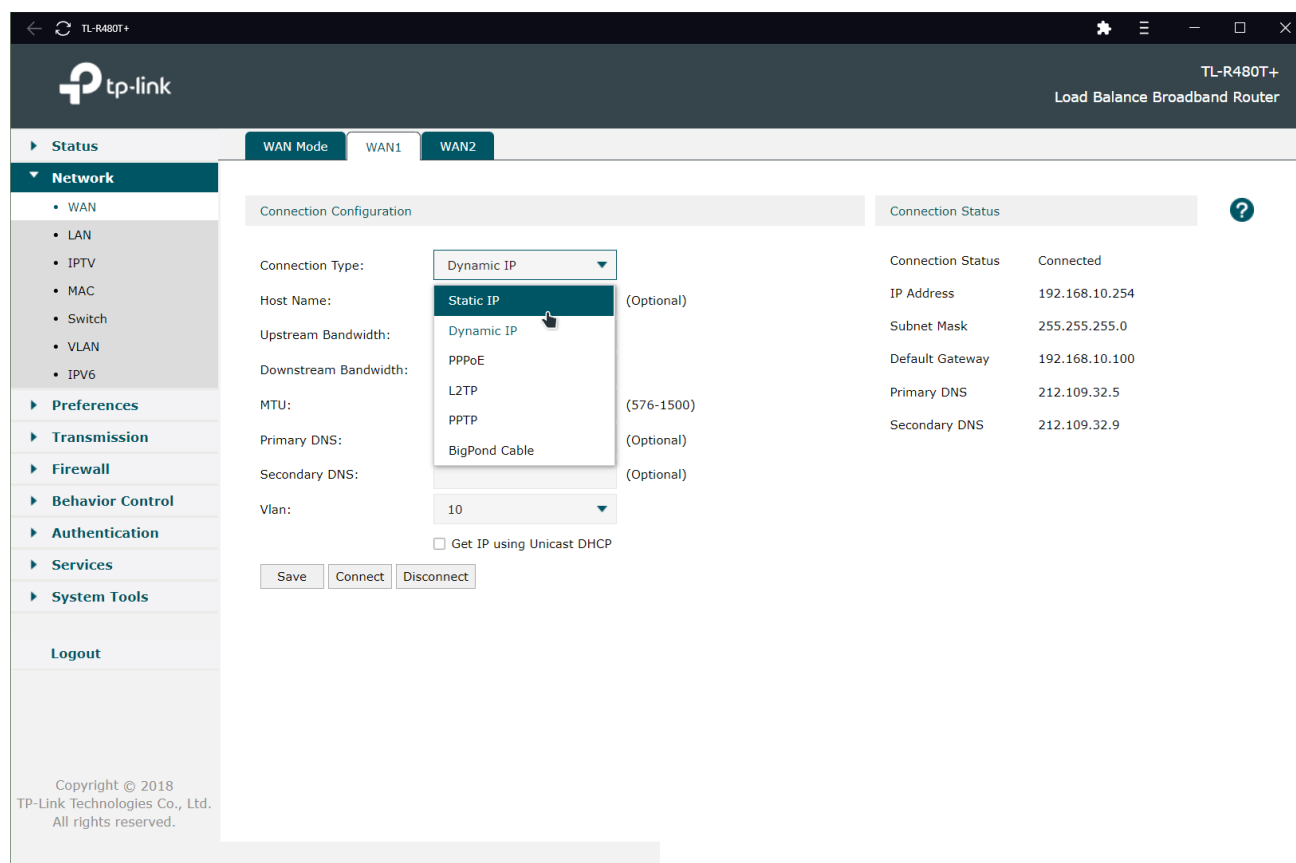 TL-R480T+
tp-link
TL-R480T+
Load Balance Broadband Router
Status
Network
WAN
LAN
IPTV
MAC
Switch
VLAN
IPV6
Preferences
Transmission
Firewall
Behavior Control
Authentication
Services
System Tools
Logout
Copyright © 2018
TP-Link Technologies Co., Ltd.
All rights reserved.
WAN Mode WAN1 WAN2
Connection Configuration
Connection Type: Dynamic IP
Static IP
Dynamic IP
PPPoE
L2TP
PPTP
BigPond Cable
Host Name: (Optional)
Upstream Bandwidth:
Downstream Bandwidth:
MTU: (576-1500)
Primary DNS: (Optional)
Secondary DNS: (Optional)
Vlan: 10
Get IP using Unicast DHCP
Save Connect Disconnect
Connection Status
?
Connection Status Connected
IP Address 192.168.10.254
Subnet Mask 255.255.255.0
Default Gateway 192.168.10.100
Primary DNS 212.109.32.5
Secondary DNS 212.109.32.9